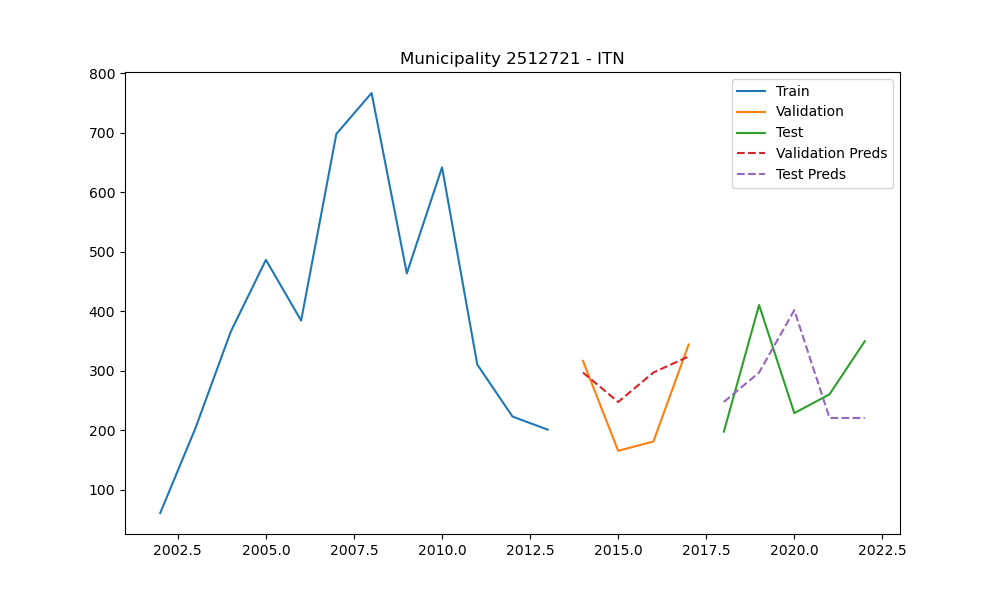 Municipality 2512721 - ITN
800
700
600
500
400
300
200
100
Train
Validation
Test
Validation Preds
Test Preds
2002.5 2005.0 2007.5 2010.0 2012.5 2015.0 2017.5 2020.0 2022.5